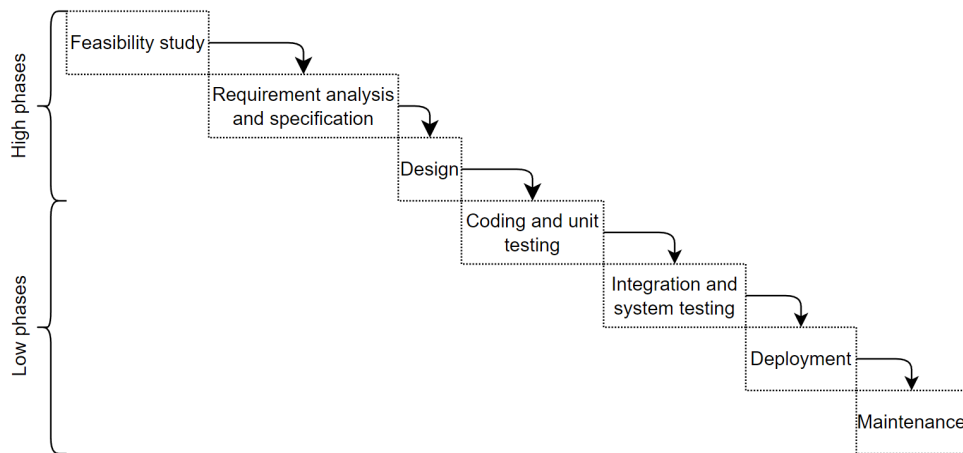 High phases
Feasibility study
Requirement analysis
and specification
Design
Low phases
Coding and unit
testing
Integration and
system testing
Deployment
Maintenance